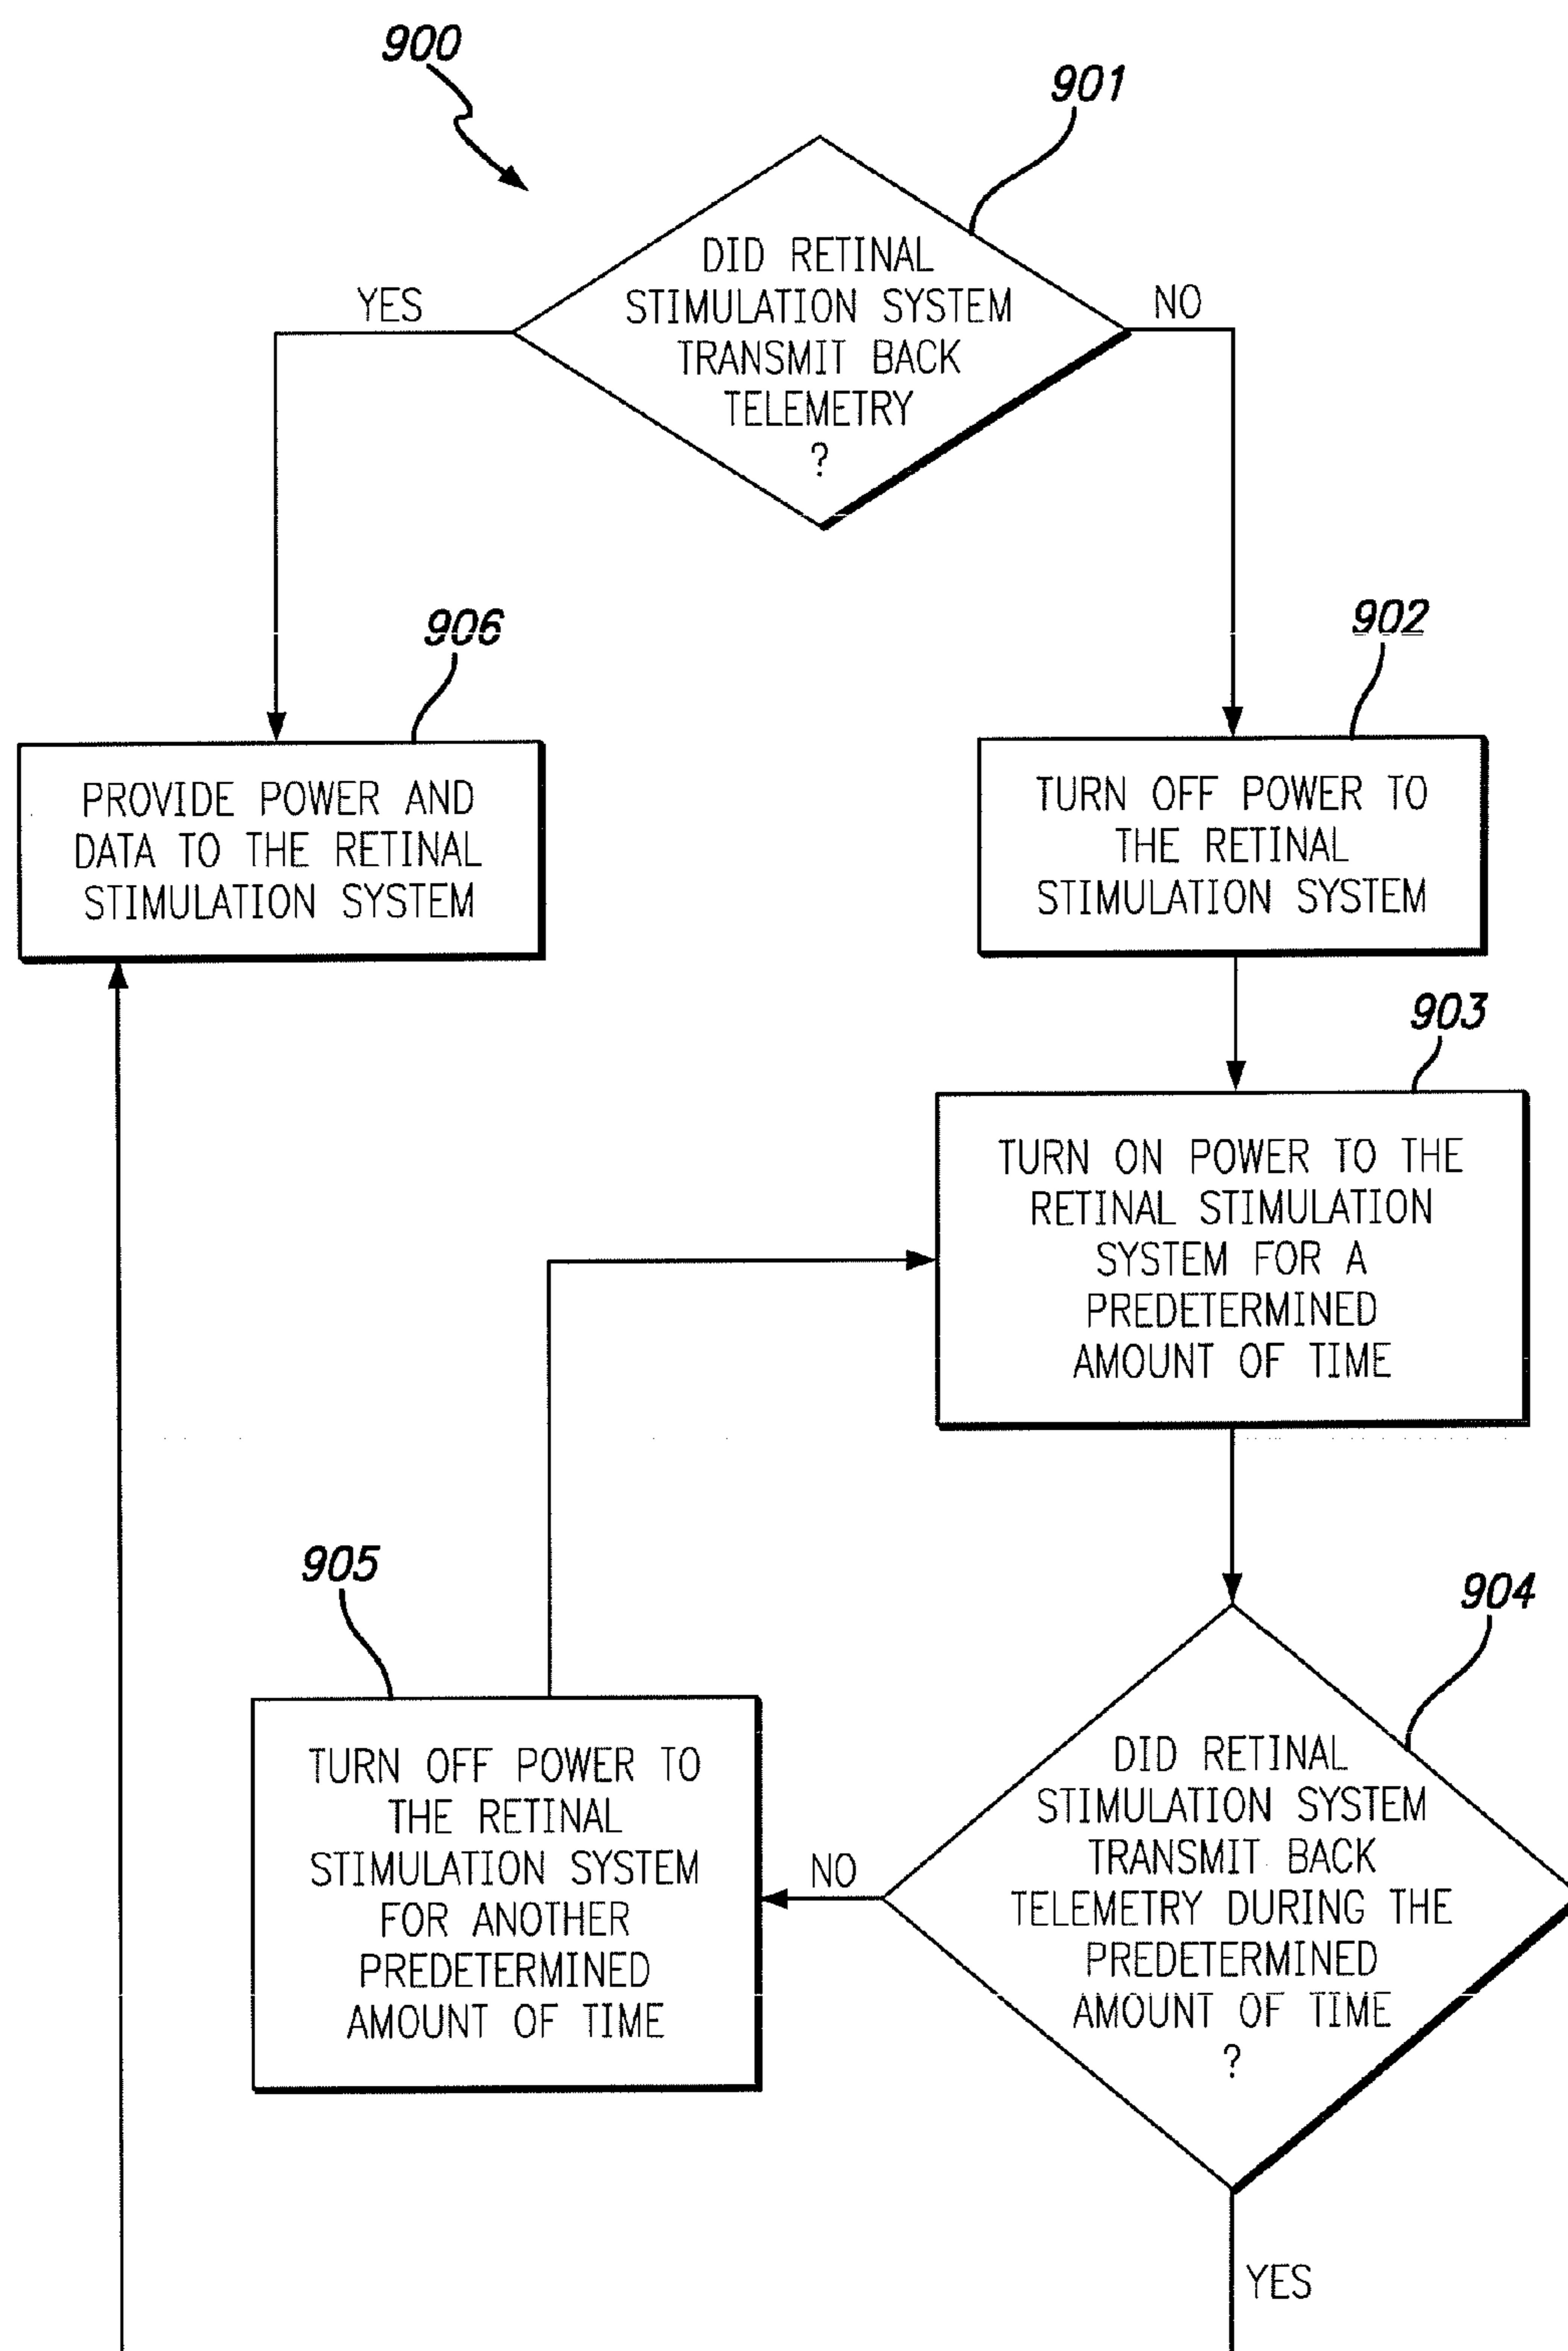 900
901
DID RETINAL
STIMULATION SYSTEM
TRANSMIT BACK
TELEMETRY
?
YES
NO
906
PROVIDE POWER AND
DATA TO THE RETINAL
STIMULATION SYSTEM
902
TURN OFF POWER TO
THE RETINAL
STIMULATION SYSTEM
903
TURN ON POWER TO THE
RETINAL STIMULATION
SYSTEM FOR A
PREDETERMINED
AMOUNT OF TIME
905
TURN OFF POWER TO
THE RETINAL
STIMULATION SYSTEM
FOR ANOTHER
PREDETERMINED
AMOUNT OF TIME
NO
904
DID RETINAL
STIMULATION SYSTEM
TRANSMIT BACK
TELEMETRY DURING THE
PREDETERMINED
AMOUNT OF TIME
?
YES